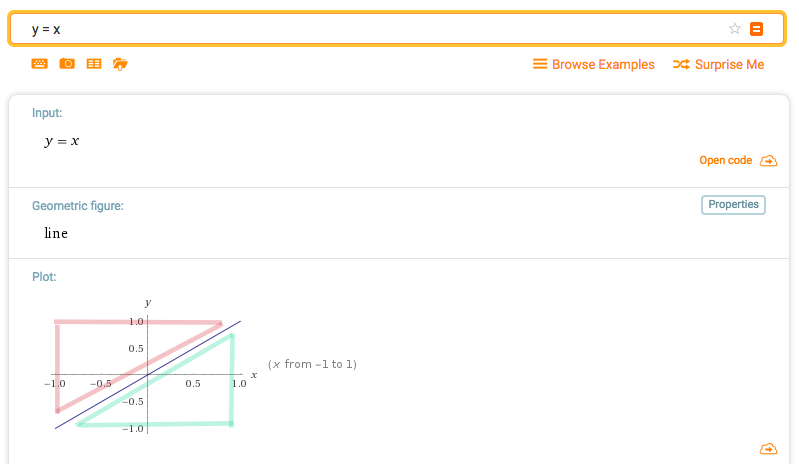 y = x
Browse Examples
Surprise Me
Input:
y = x
Open code
Geometric figure:
Properties
line
Plot:
y
1.0
0.5
(x from −1 to 1)
x
−1.0
−0.5
0.5
1.0
−0.5
−1.0